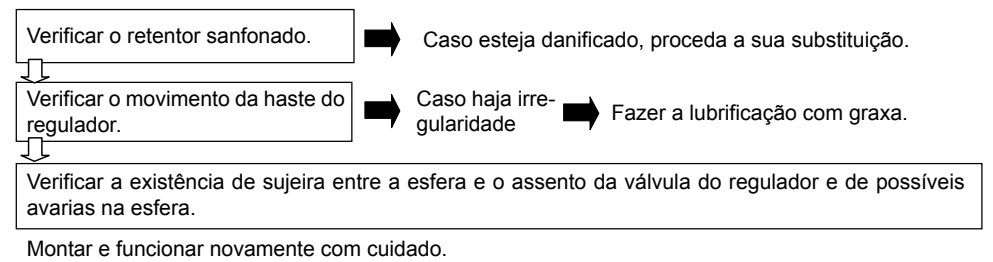 Verificar o retentor sanfonado.
Caso esteja danificado, proceda a sua substituição.
Verificar o movimento da haste do
regulador.
Caso haja irre-
gularidade
Fazer a lubrificação com graxa.
Verificar a existência de sujeira entre a esfera e o assento da válvula do regulador e de possíveis
avarias na esfera.
Montar e funcionar novamente com cuidado.